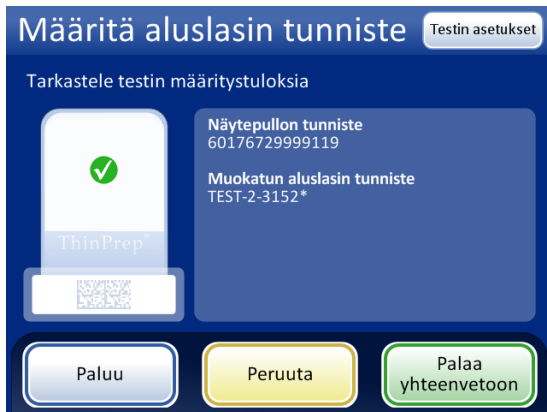 Määritä aluslasin tunniste
Testin asetukset
Tarkastele testin määritystuloksia
Näytepullon tunniste
60176729999119
Muokatun aluslasin tunniste
TEST-2-3152*
ThinPrep™
Paluu
Peruuta
Palaa
yhteenvetoon